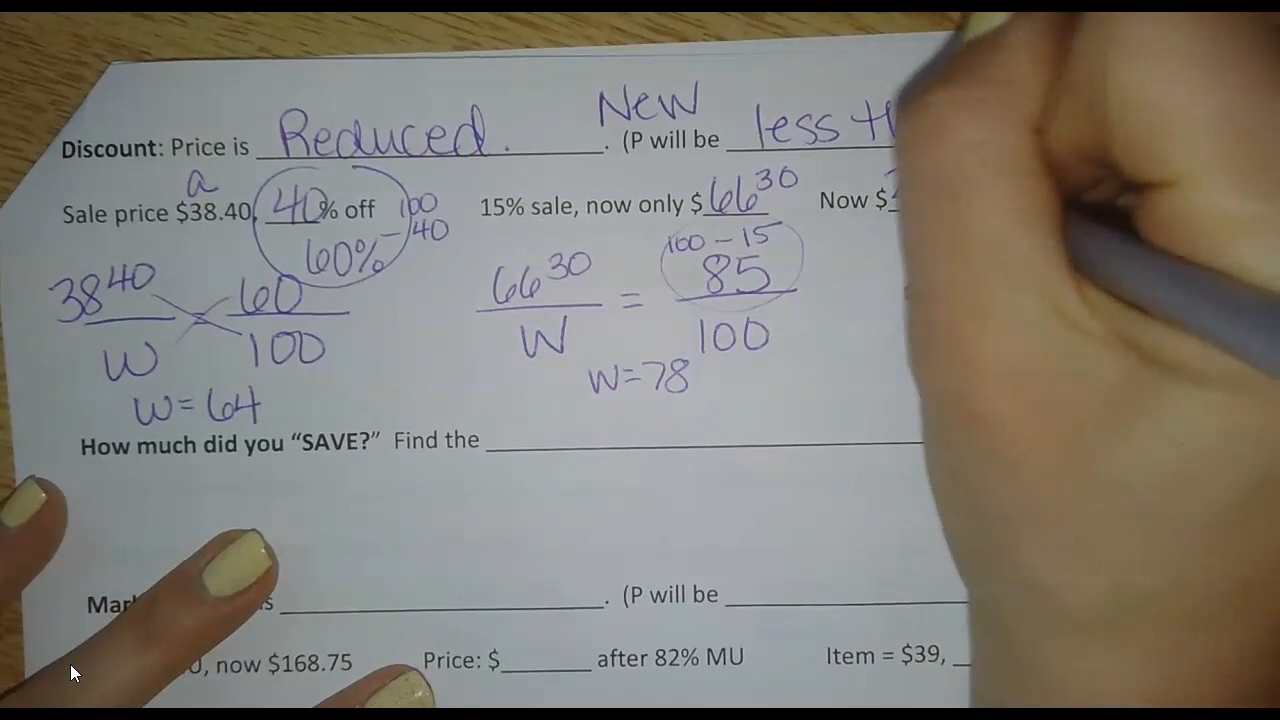 New
Discount: Price is Reduced. . (P will be less
a
Sale price $38.40, 40% off 15% sale, now only $66 30 Now $
100
- 40
60%
100 - 15
38 40 60 66 30 = 85
W 100 W 100
W = 64 W = 78
How much did you “SAVE?” Find the
. (P will be
, now $168.75 Price: $ after 82% MU Item = $39,